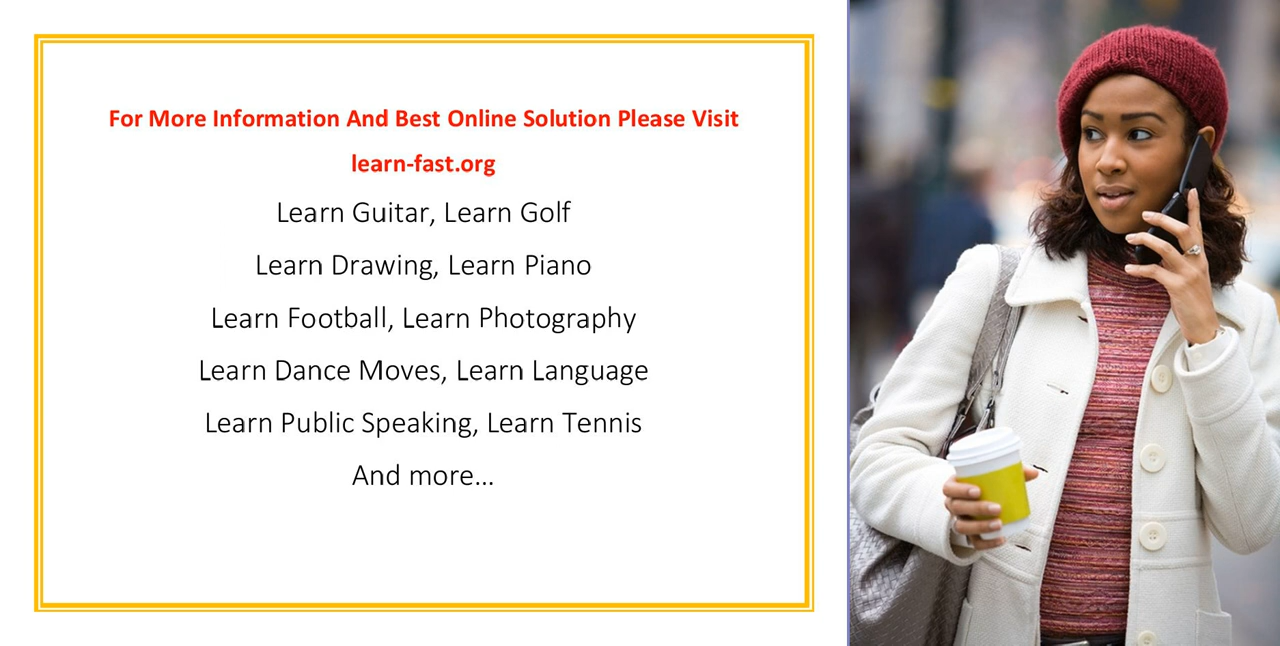 For More Information And Best Online Solution Please Visit
learn-fast.org
Learn Guitar, Learn Golf
Learn Drawing, Learn Piano
Learn Football, Learn Photography
Learn Dance Moves, Learn Language
Learn Public Speaking, Learn Tennis
And more...